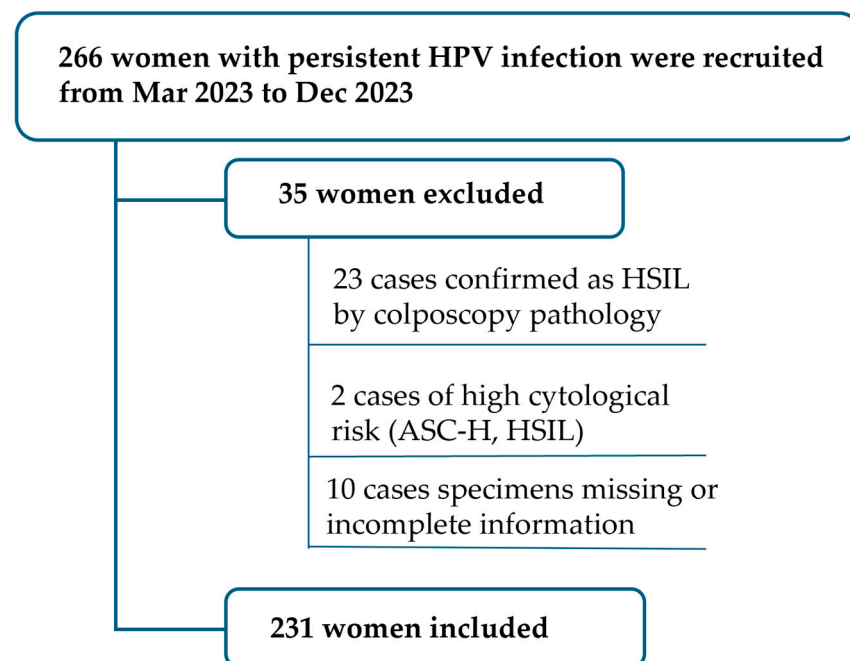 266 women with persistent HPV infection were recruited
from Mar 2023 to Dec 2023
35 women excluded
23 cases confirmed as HSIL
by colposcopy pathology
2 cases of high cytological
risk (ASC-H, HSIL)
10 cases specimens missing or
incomplete information
231 women included